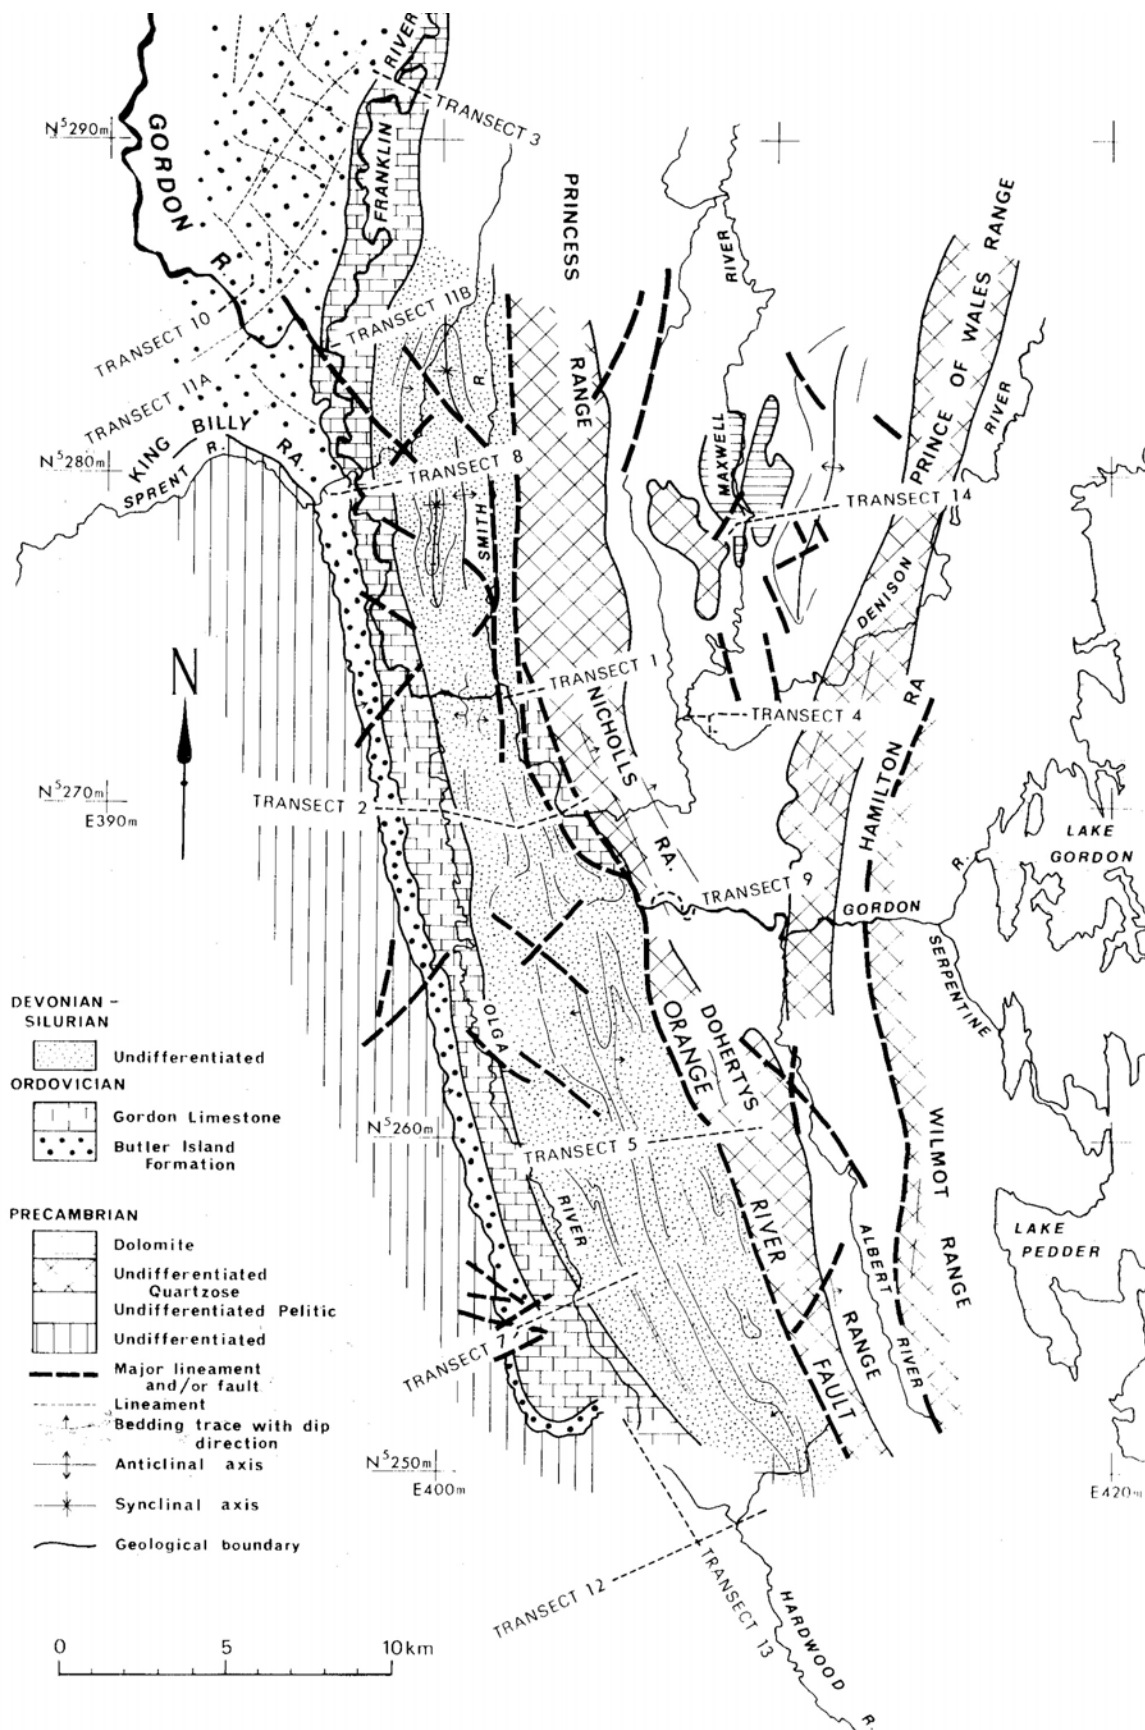 RIVER
TRANSECT 3
N⁵290m
GORDON
R.
FRANKLIN
PRINCESS
RANGE
RIVER
PRINCE OF WALES RANGE
RIVER
TRANSECT 10
TRANSECT 11B
TRANSECT 11A
R
KING BILLY RA.
N⁵280m
SPRENT R.
TRANSECT 8
SMITH
MAXWELL
TRANSECT 14
DENISON
N
TRANSECT 1
NICHOLLS
RA.
TRANSECT 4
HAMILTON RA
N⁵270m
E390m
TRANSECT 2
LAKE
GORDON
R.
TRANSECT 9
GORDON
SERPENTINE
OLGA
RIVER
ORANGE
RIVER
FAULT
DOHERTYS
RANGE
N⁵260m
TRANSECT 5
WILMOT
RANGE
ALBERT
RIVER
LAKE
PEDDER
TRANSECT 7
N⁵250m
E400m
E420m
TRANSECT 12
TRANSECT 13
HARDWOOD
R.
DEVONIAN -
SILURIAN
Undifferentiated
ORDOVICIAN
Gordon Limestone
Butler Island
Formation
PRECAMBRIAN
Dolomite
Undifferentiated
Quartzose
Undifferentiated Pelitic
Undifferentiated
Major lineament
and/or fault
Lineament
Bedding trace with dip
direction
Anticlinal axis
Synclinal axis
Geological boundary
0 5 10km